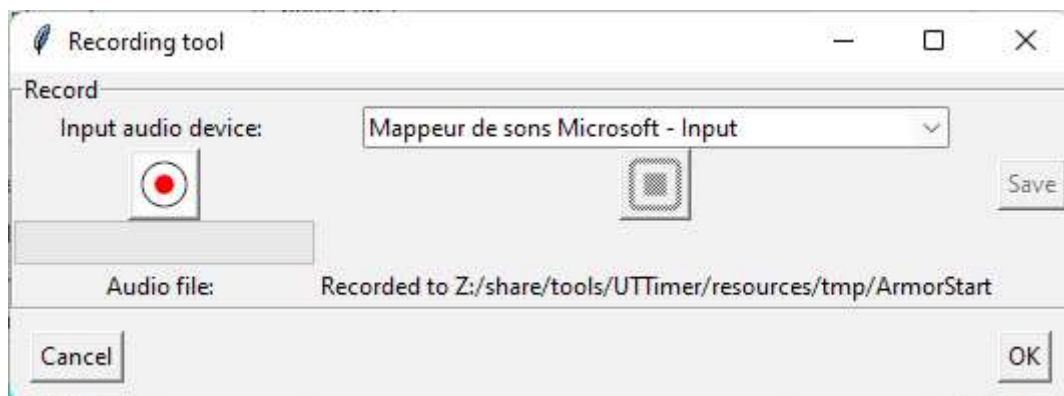 Recording tool
Record
Input audio device: Mappeur de sons Microsoft - Input
Save
Audio file: Recorded to Z:/share/tools/UTTimer/resources/tmp/ArmorStart
Cancel OK